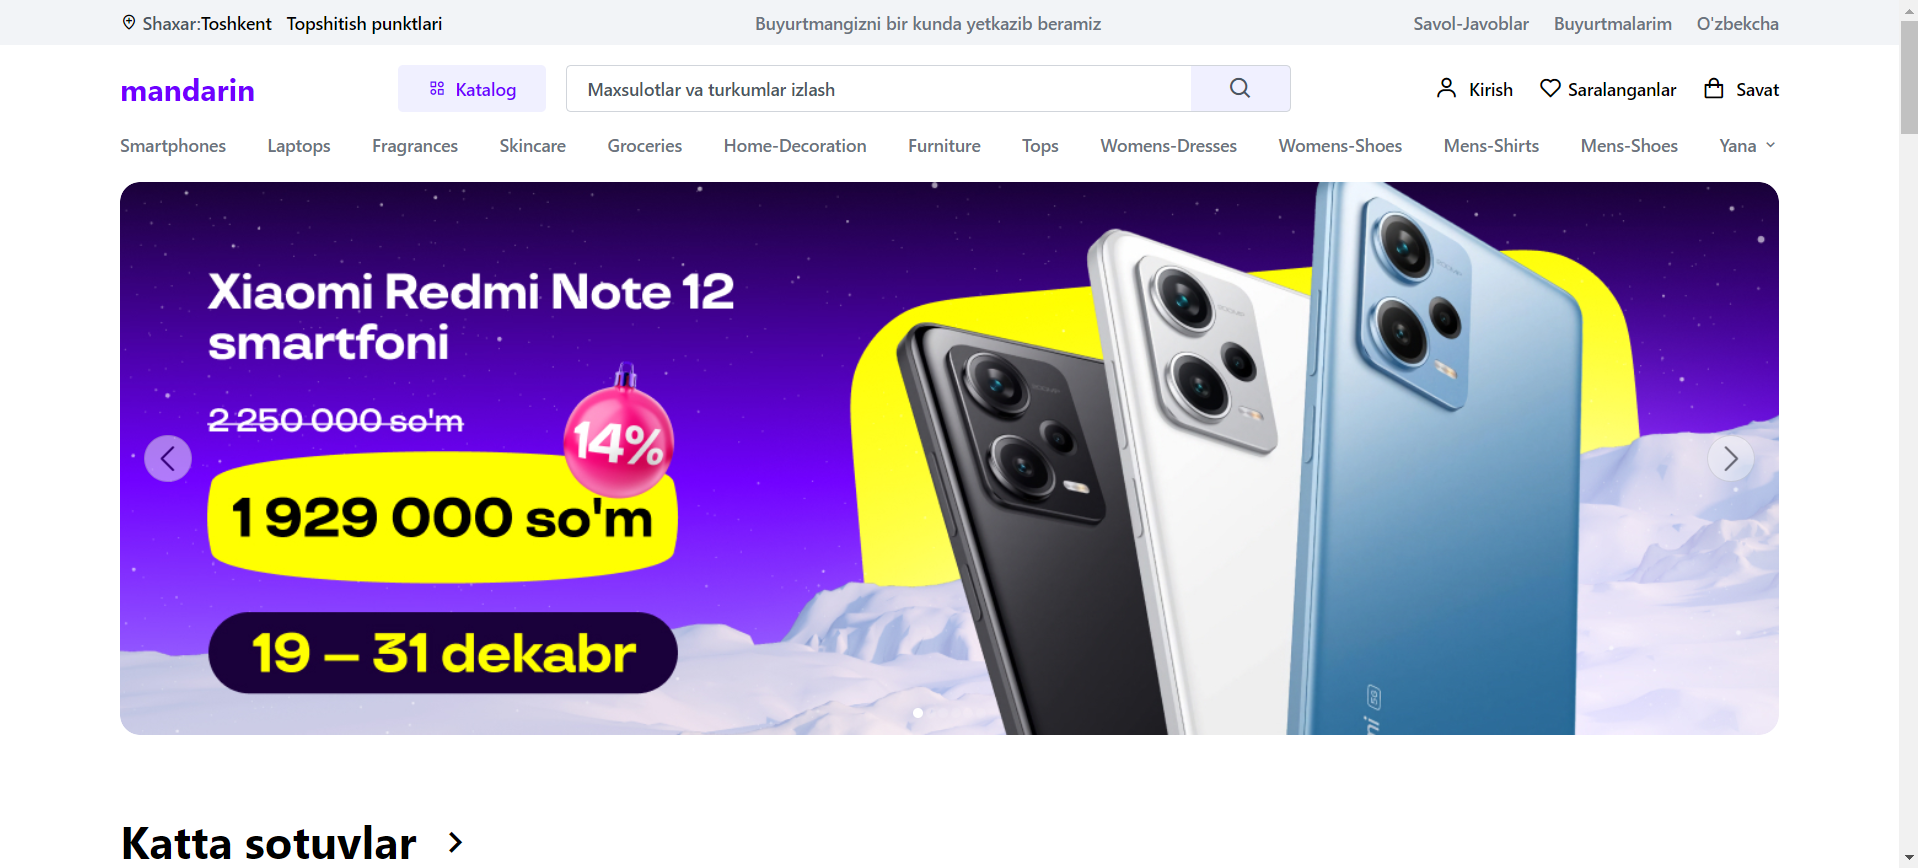 Shaxar:Toshkent Topshitish punktlari Buyurtmangizni bir kunda yetkazib beramiz Savol-Javoblar Buyurtmalarim O'zbekcha
mandarin Katalog Maxsulotlar va turkumlar izlash Kirish Saralanganlar Savat
Smartphones Laptops Fragrances Skincare Groceries Home-Decoration Furniture Tops Womens-Dresses Womens-Shoes Mens-Shirts Mens-Shoes Yana
Xiaomi Redmi Note 12
smartfoni
2 250 000 so'm
14%
1 929 000 so'm
19 – 31 dekabr
5G
Katta sotuvlar